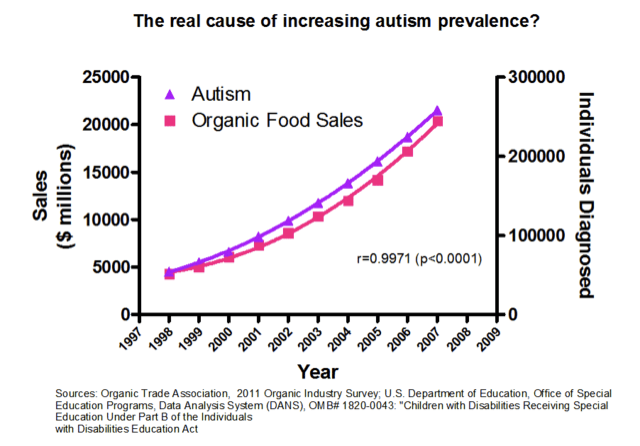 The real cause of increasing autism prevalence?
25000
20000
15000
10000
5000
0
Sales
($ millions)
Autism
Organic Food Sales
r=0.9971 (p<0.0001)
300000
200000
100000
0
Individuals Diagnosed
1997
1998
1999
2000
2001
2002
2003
2004
2005
2006
2007
2008
2009
Year
Sources: Organic Trade Association, 2011 Organic Industry Survey; U.S. Department of Education, Office of Special
Education Programs, Data Analysis System (DANS), OMB# 1820-0043: "Children with Disabilities Receiving Special
Education Under Part B of the Individuals
with Disabilities Education Act